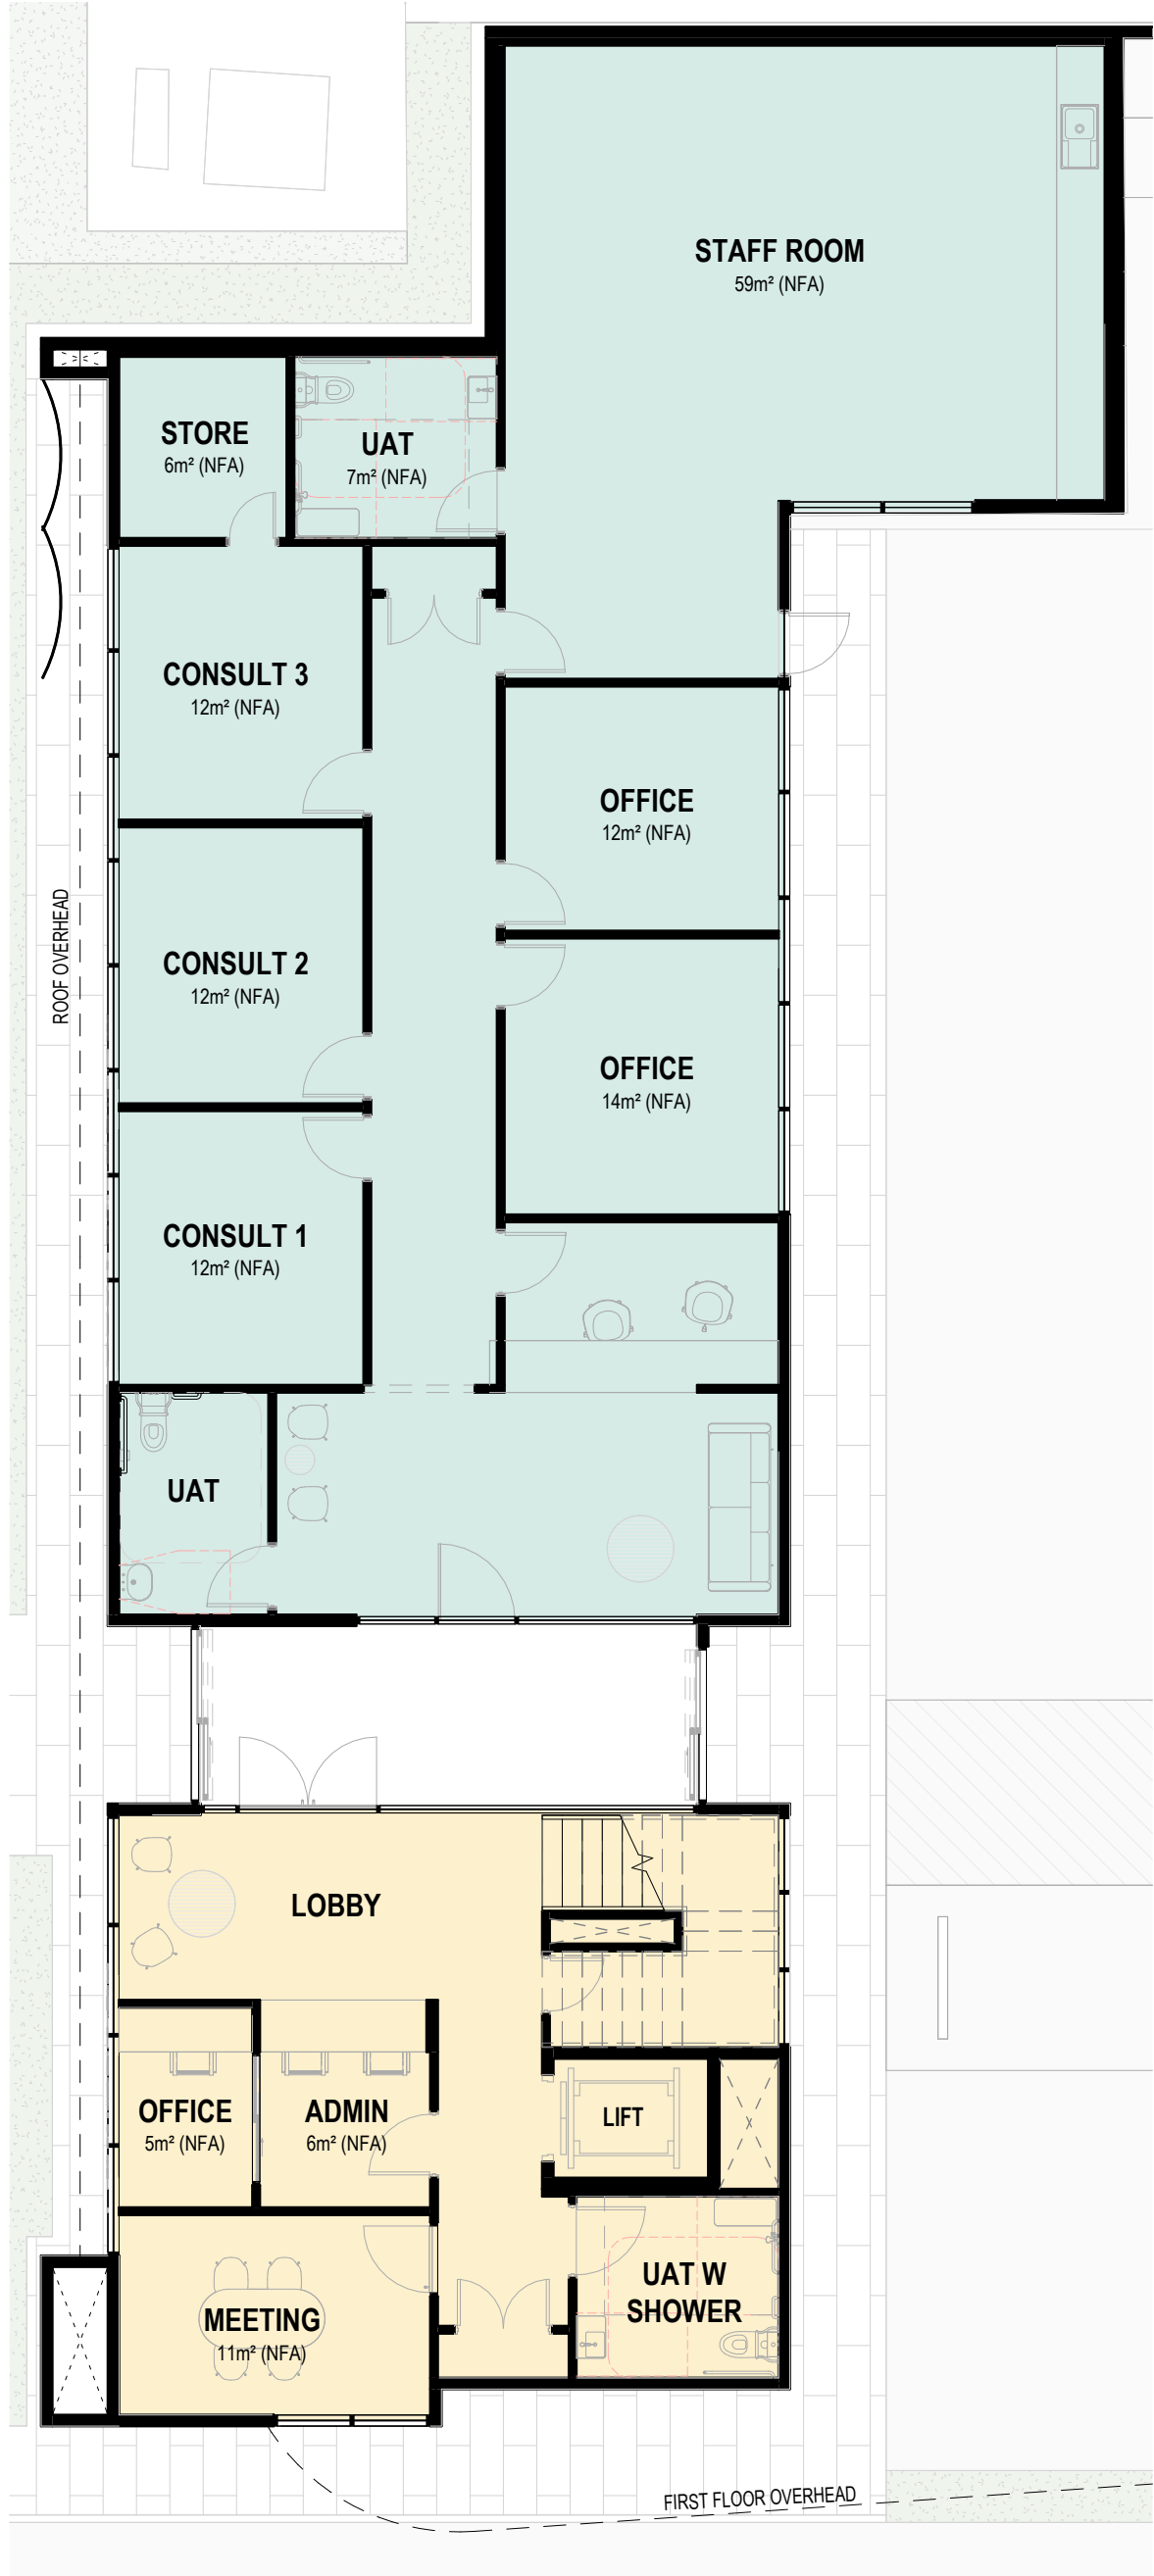 STAFF ROOM
59m² (NFA)
STORE
6m² (NFA)
UAT
7m² (NFA)
CONSULT 3
12m² (NFA)
OFFICE
12m² (NFA)
ROOF OVERHEAD
CONSULT 2
12m² (NFA)
OFFICE
14m² (NFA)
CONSULT 1
12m² (NFA)
UAT
LOBBY
OFFICE
5m² (NFA)
ADMIN
6m² (NFA)
LIFT
UAT W
SHOWER
MEETING
11m² (NFA)
FIRST FLOOR OVERHEAD